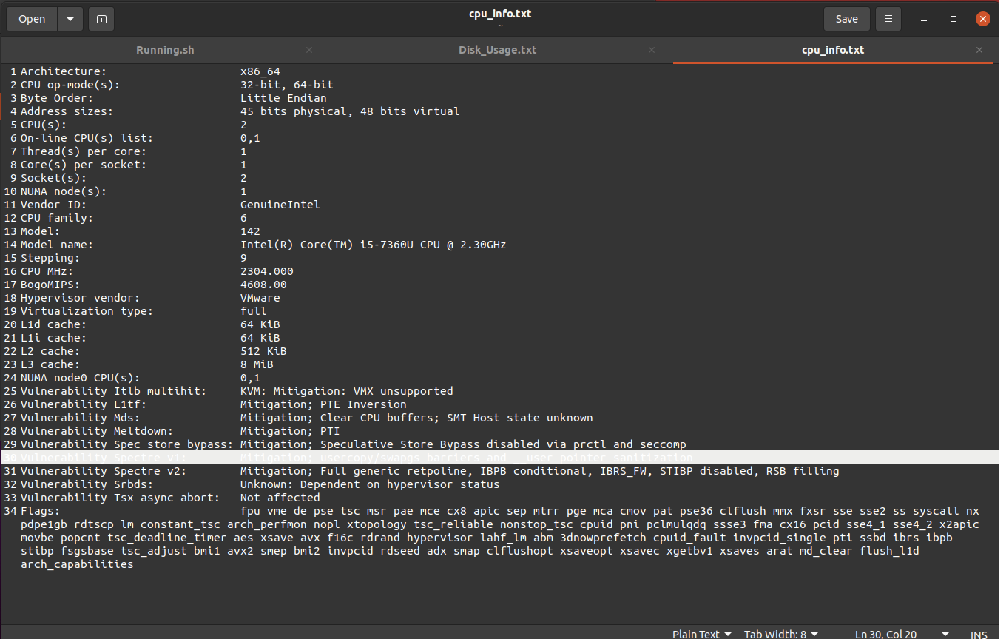 Open
cpu_info.txt
~
Save
Running.sh
Disk_Usage.txt
cpu_info.txt
1 Architecture: x86_64
2 CPU op-mode(s): 32-bit, 64-bit
3 Byte Order: Little Endian
4 Address sizes: 45 bits physical, 48 bits virtual
5 CPU(s): 2
6 On-line CPU(s) list: 0,1
7 Thread(s) per core: 1
8 Core(s) per socket: 1
9 Socket(s): 2
10 NUMA node(s): 1
11 Vendor ID: GenuineIntel
12 CPU family: 6
13 Model: 142
14 Model name: Intel(R) Core(TM) i5-7360U CPU @ 2.30GHz
15 Stepping: 9
16 CPU MHz: 2304.000
17 BogoMIPS: 4608.00
18 Hypervisor vendor: VMware
19 Virtualization type: full
20 L1d cache: 64 KiB
21 L1i cache: 64 KiB
22 L2 cache: 512 KiB
23 L3 cache: 8 MiB
24 NUMA node0 CPU(s): 0,1
25 Vulnerability Itlb multihit: KVM: Mitigation: VMX unsupported
26 Vulnerability L1tf: Mitigation; PTE Inversion
27 Vulnerability Mds: Mitigation; Clear CPU buffers; SMT Host state unknown
28 Vulnerability Meltdown: Mitigation; PTI
29 Vulnerability Spec store bypass: Mitigation; Speculative Store Bypass disabled via prctl and seccomp
30 Vulnerability Spectre v1: Mitigation; usercopy/swapgs barriers and __user pointer sanitization
31 Vulnerability Spectre v2: Mitigation; Full generic retpoline, IBPB conditional, IBRS_FW, STIBP disabled, RSB filling
32 Vulnerability Srbds: Unknown: Dependent on hypervisor status
33 Vulnerability Tsx async abort: Not affected
34 Flags: fpu vme de pse tsc msr pae mce cx8 apic sep mtrr pge mca cmov pat pse36 clflush mmx fxsr sse sse2 ss syscall nx
pdpe1gb rdtscp lm constant_tsc arch_perfmon nopl xtopology tsc_reliable nonstop_tsc cpuid pni pclmulqdq ssse3 fma cx16 pcid sse4_1 sse4_2 x2apic
movbe popcnt tsc_deadline_timer aes xsave avx f16c rdrand hypervisor lahf_lm abm 3dnowprefetch cpuid_fault invpcid_single pti ssbd ibrs ibpb
stibp fsgsbase tsc_adjust bmi1 avx2 smep bmi2 invpcid rdseed adx smap clflushopt xsaveopt xsavec xgetbv1 xsaves arat md_clear flush_l1d
arch_capabilities
Plain Text Tab Width: 8 Ln 30, Col 20 INS